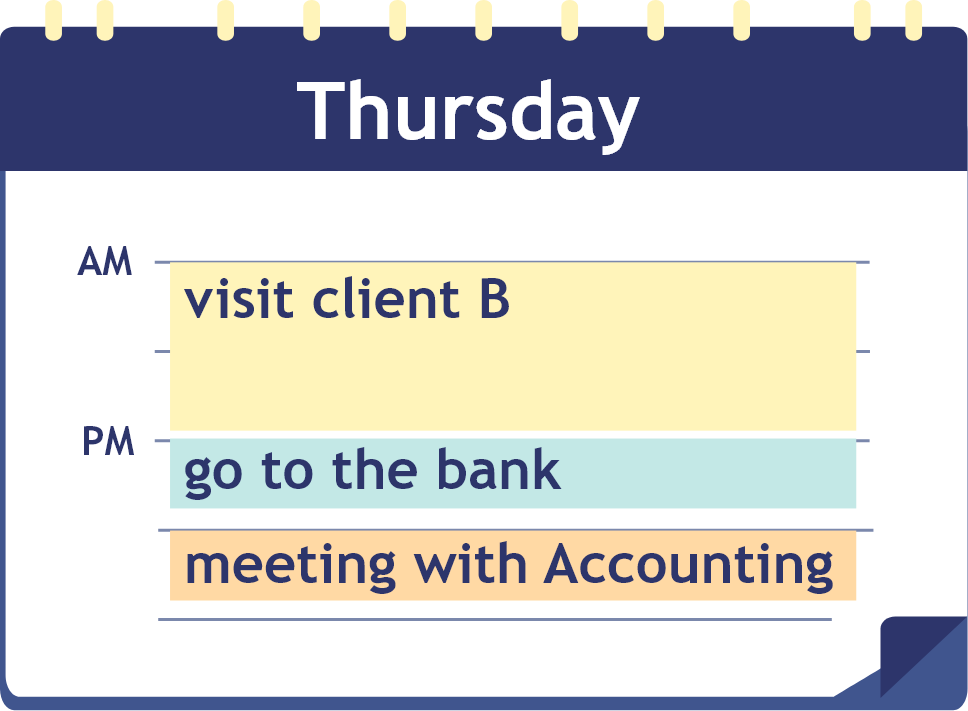 Thursday
AM
visit client B
PM
go to the bank
meeting with Accounting